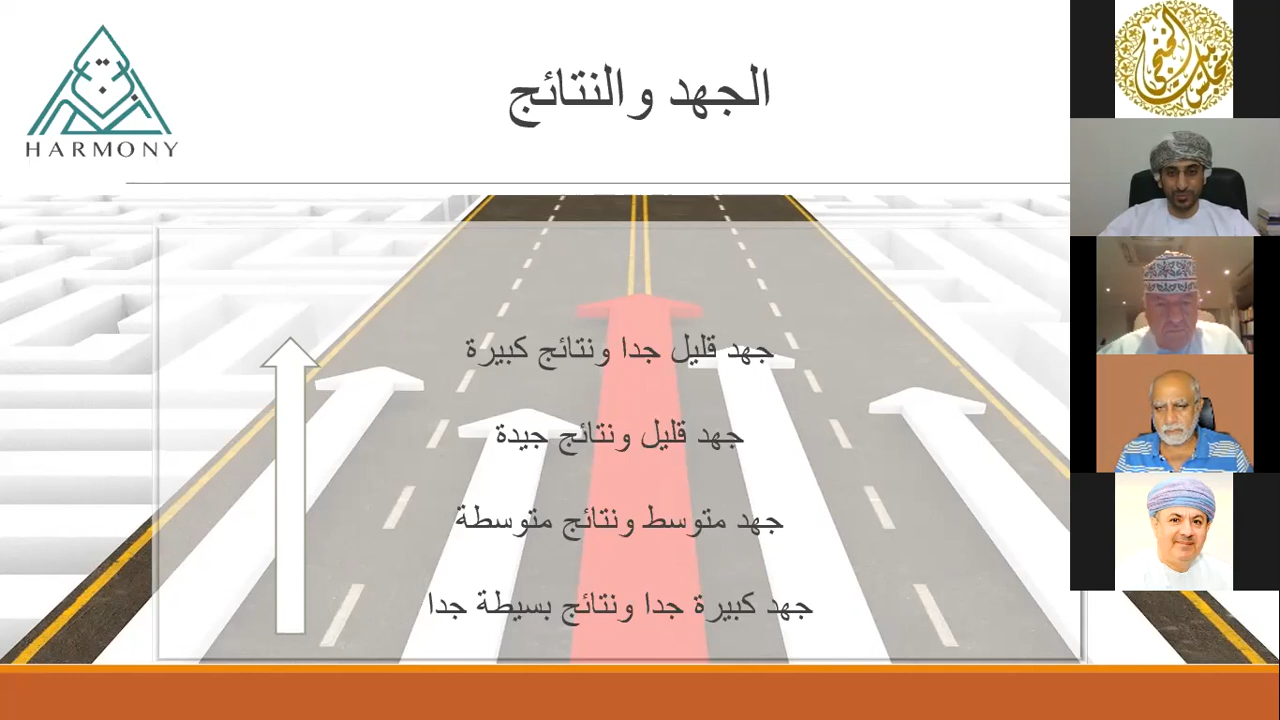 الجهد والنتائج
HARMONY
جهد قليل جدا ونتائج كبيرة
جهد قليل ونتائج جيدة
جهد متوسط ونتائج متوسطة
جهد كبيرة جدا ونتائج بسيطة جدا